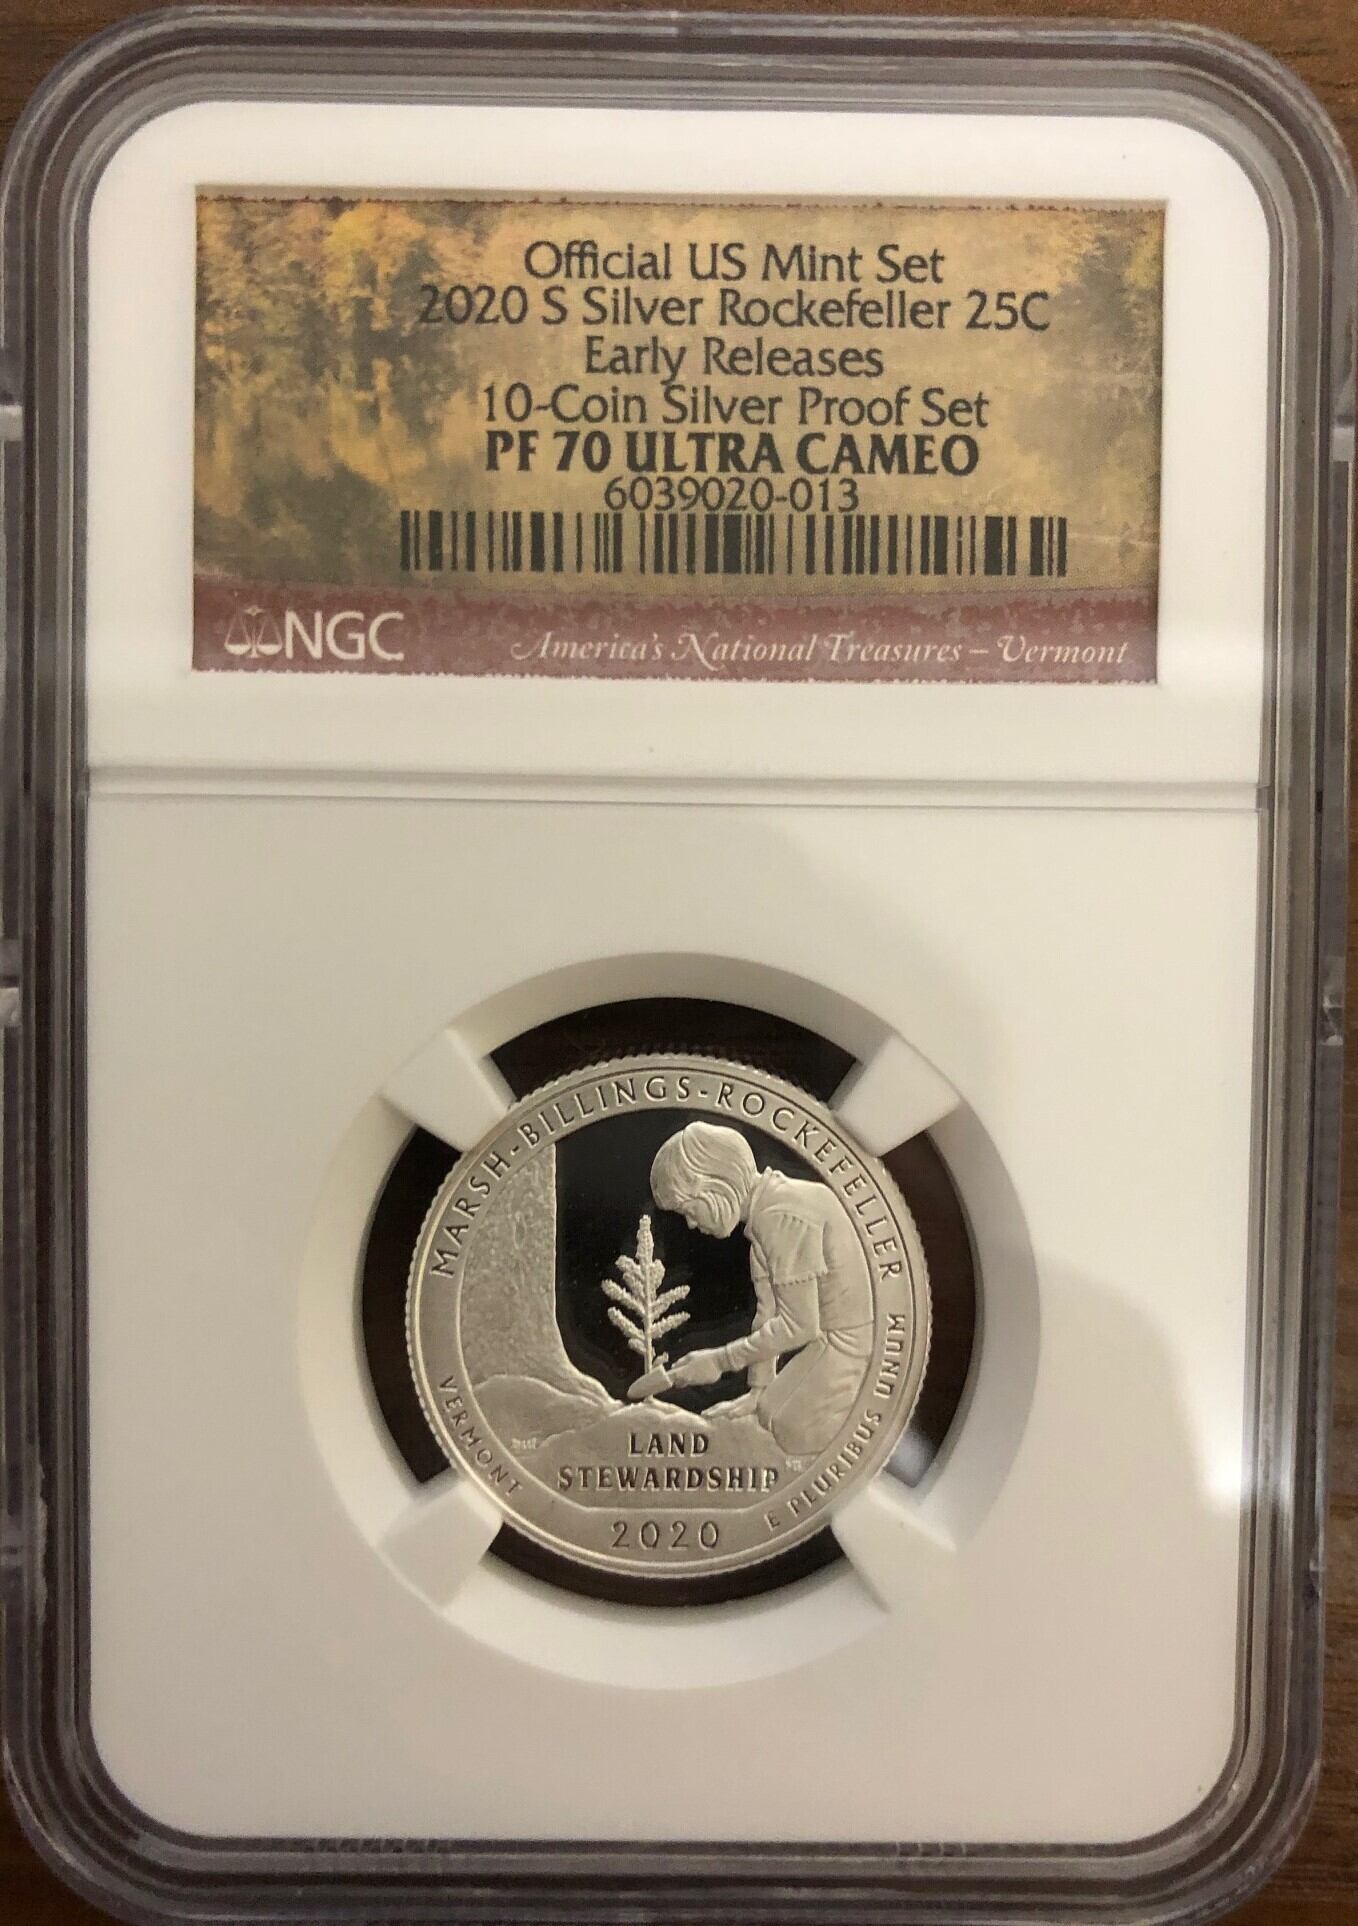 Official US Mint Set
2020 S Silver Rockefeller 25C
Early Releases
10-Coin Silver Proof Set
PF 70 ULTRA CAMEO
6039020-013
NGC
America's National Treasures – Vermont
MARSH-BILLINGS-ROCKEFELLER
VERMONT
E PLURIBUS UNUM
LAND
STEWARDSHIP
2020